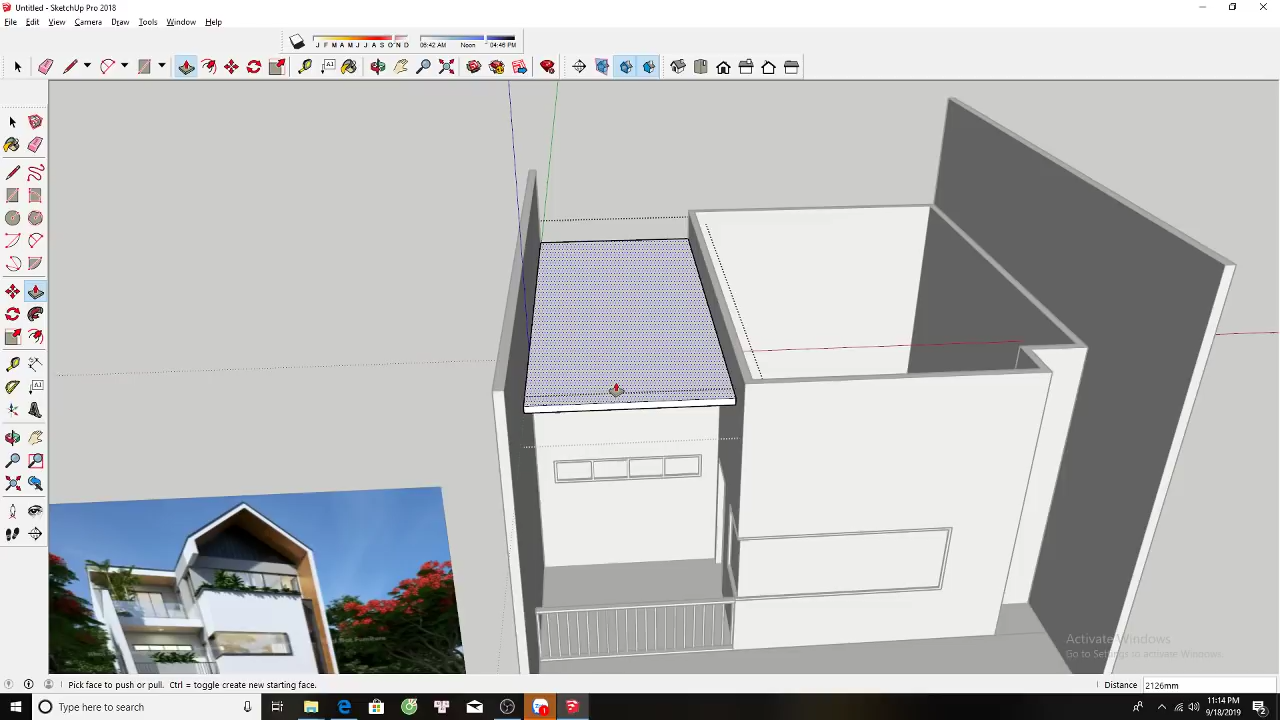 Untitled - SketchUp Pro 2018
File Edit View Camera Draw Tools Window Help
J F M A M J J A S O N D
06:42 AM Noon 04:46 PM
Activate Windows
Go to Settings to activate Windows.
Pick face to push or pull. Ctrl = toggle create new starting face.
Distance 2126mm
Type here to search
11:14 PM
9/18/2019